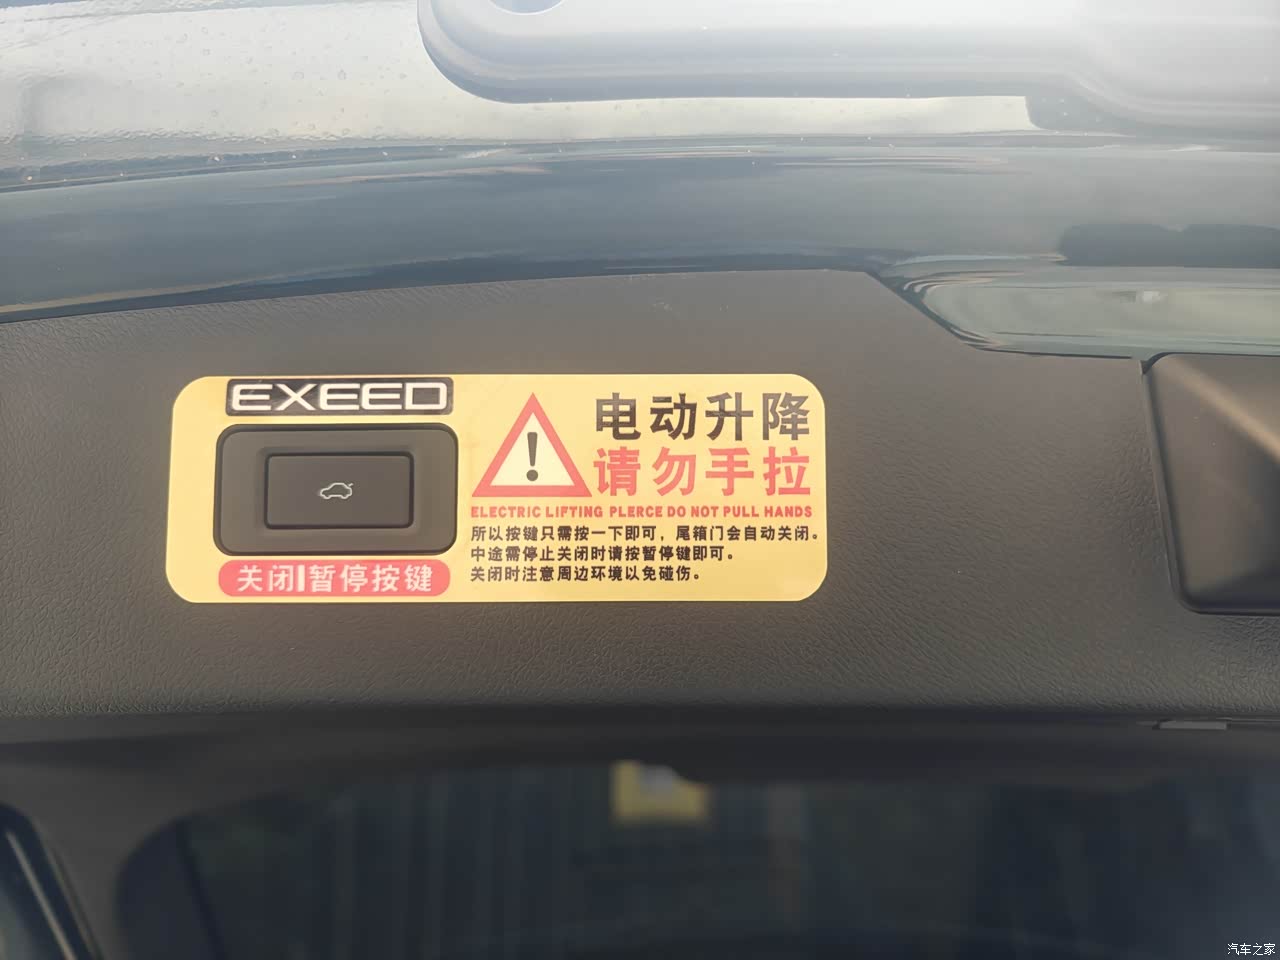 EXEED
关闭|暂停按键
电动升降
请勿手拉
ELECTRIC LIFTING PLERCE DO NOT PULL HANDS
所以按键只需按一下即可，尾箱门会自动关闭。
中途需停止关闭时请按暂停键即可。
关闭时注意周边环境以免碰伤。
汽车之家